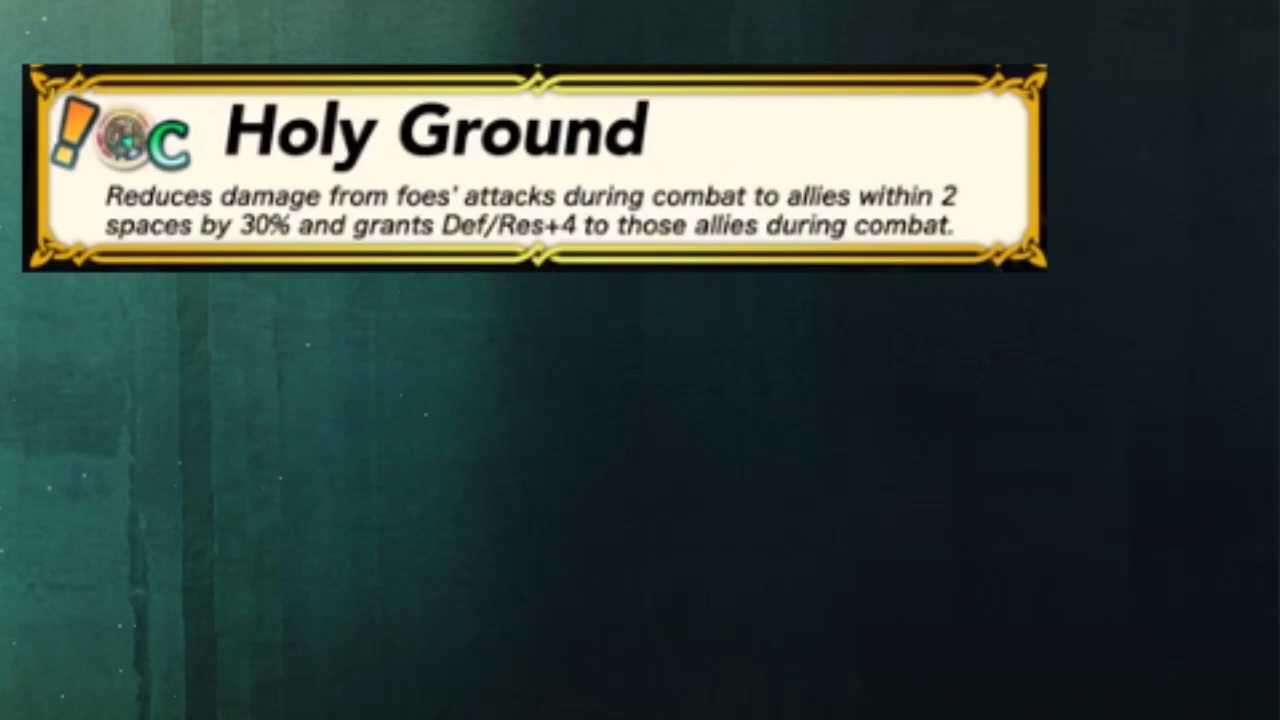 ! C Holy Ground
Reduces damage from foes' attacks during combat to allies within 2
spaces by 30% and grants Def/Res+4 to those allies during combat.